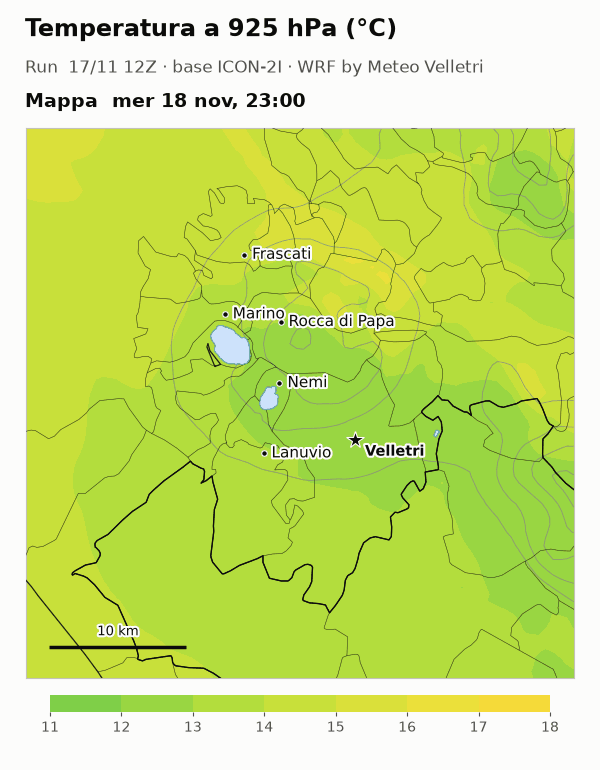 Temperatura a 925 hPa (°C)
Run 17/11 12Z · base ICON-2I · WRF by Meteo Velletri
Mappa mer 18 nov, 23:00
Frascati
Marino
Rocca di Papa
Nemi
Velletri
Lanuvio
10 km
11 12 13 14 15 16 17 18